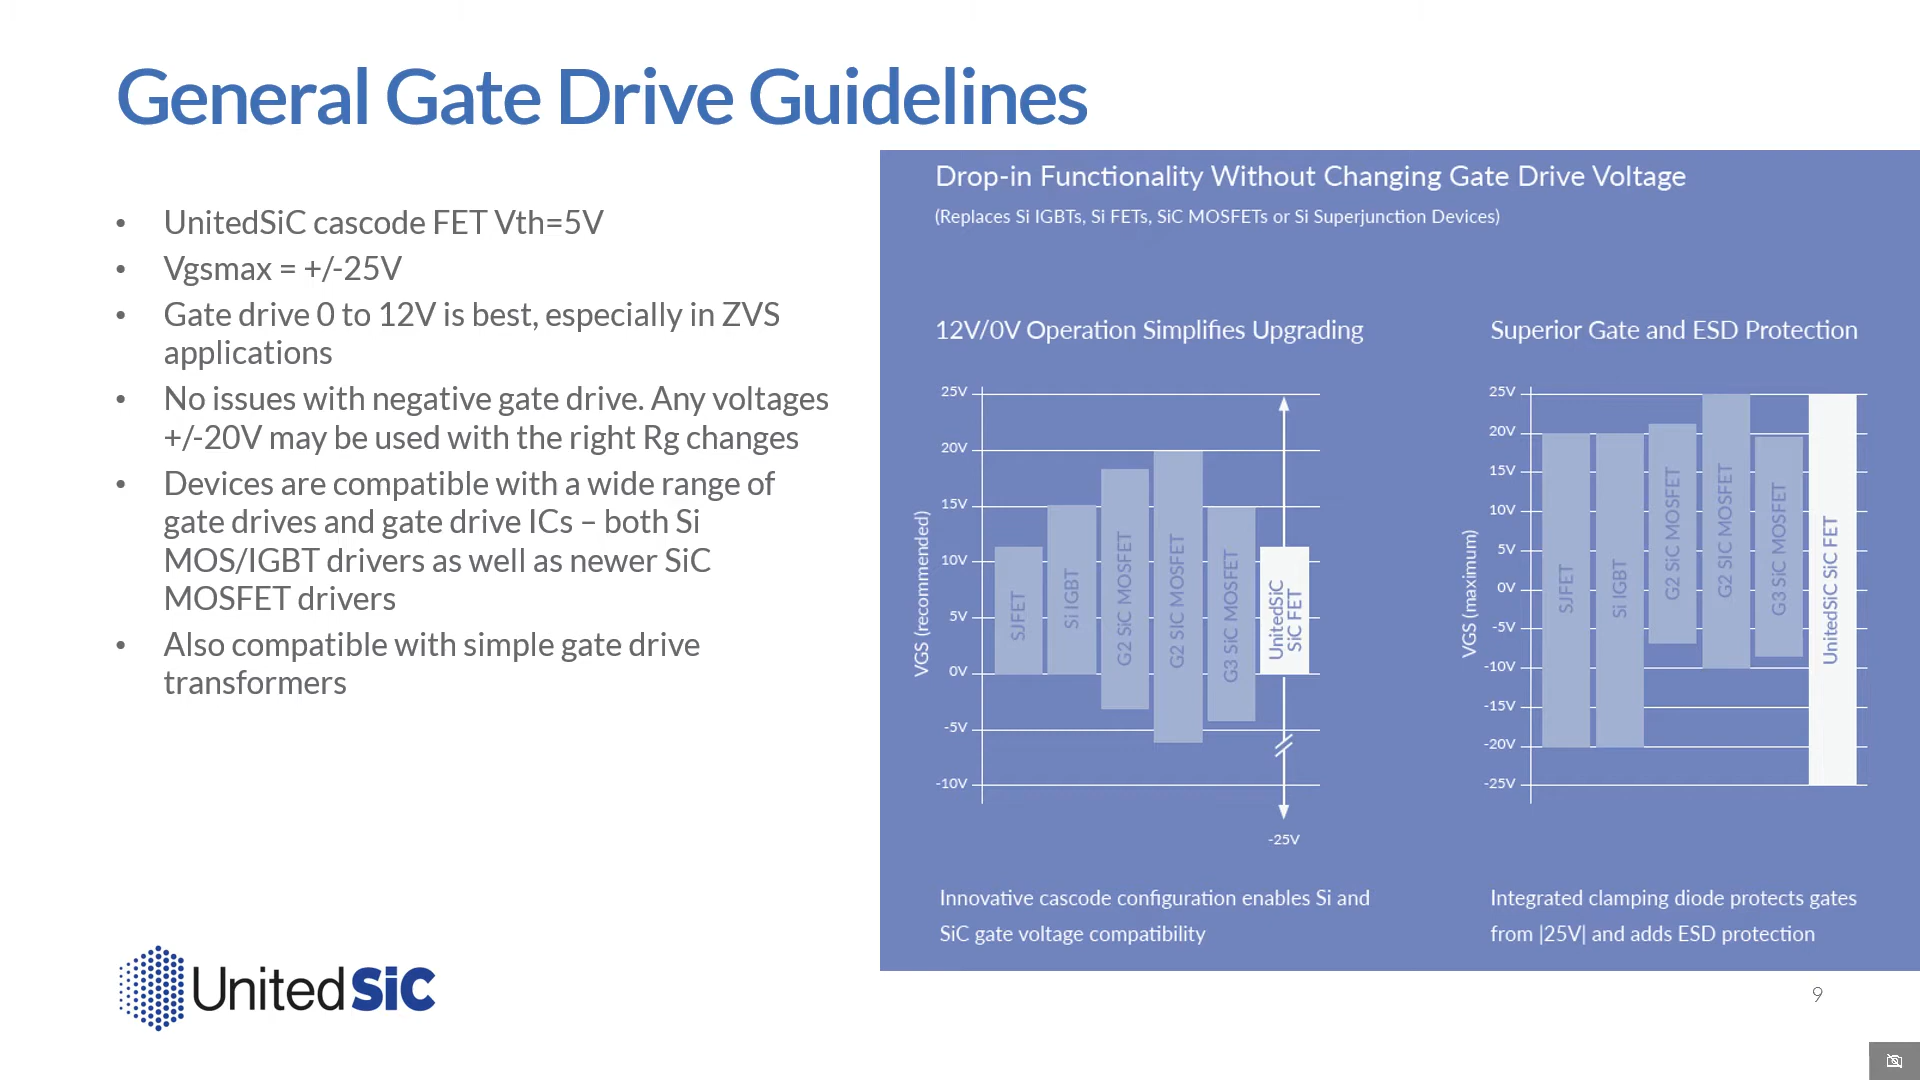 General Gate Drive Guidelines
• UnitedSiC cascode FET Vth=5V
• Vgsmax = +/-25V
• Gate drive 0 to 12V is best, especially in ZVS
applications
• No issues with negative gate drive. Any voltages
+/-20V may be used with the right Rg changes
• Devices are compatible with a wide range of
gate drives and gate drive ICs – both Si
MOS/IGBT drivers as well as newer SiC
MOSFET drivers
• Also compatible with simple gate drive
transformers
Drop-in Functionality Without Changing Gate Drive Voltage
(Replaces Si IGBTs, Si FETs, SiC MOSFETs or Si Superjunction Devices)
12V/0V Operation Simplifies Upgrading
VGS (recommended)
25V
20V
15V
10V
5V
0V
-5V
-10V
SJFET
Si IGBT
G2 SiC MOSFET
G2 SIC MOSFET
G3 SiC MOSFET
UnitedSiC
SiC FET
-25V
Innovative cascode configuration enables Si and
SiC gate voltage compatibility
Superior Gate and ESD Protection
VGS (maximum)
25V
20V
15V
10V
5V
0V
-5V
-10V
-15V
-20V
-25V
SJFET
Si IGBT
G2 SiC MOSFET
G2 SIC MOSFET
G3 SiC MOSFET
UnitedSiC SiC FET
Integrated clamping diode protects gates
from |25V| and adds ESD protection
United SiC
9